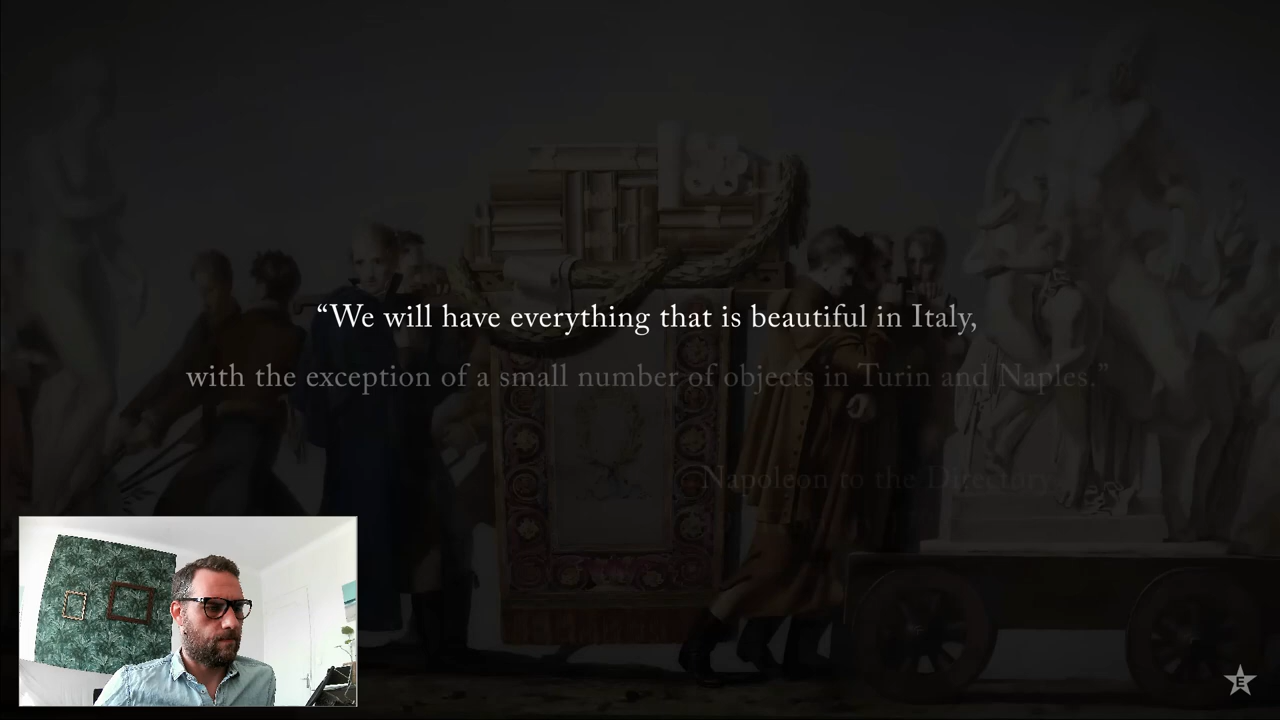 “We will have everything that is beautiful in Italy,
with the exception of a small number of objects in Turin and Naples.”
Napoleon to the Directory
E